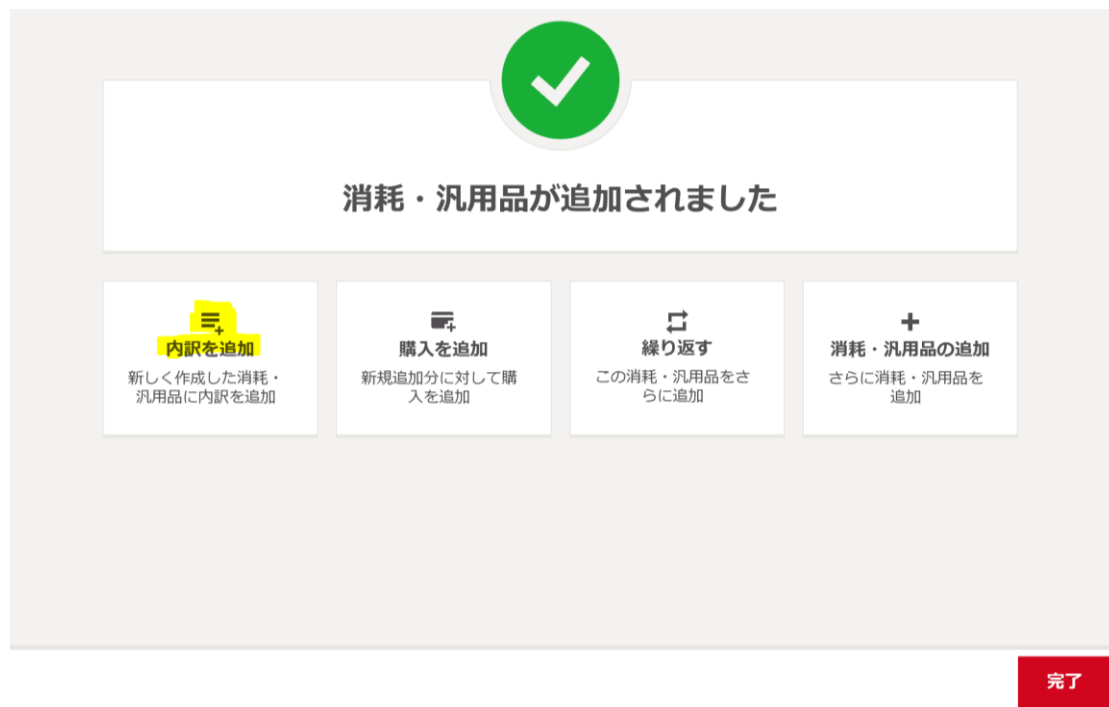 消耗・汎用品が追加されました
内訳を追加
新しく作成した消耗・
汎用品に内訳を追加
購入を追加
新規追加分に対して購
入を追加
繰り返す
この消耗・汎用品をさ
らに追加
消耗・汎用品の追加
さらに消耗・汎用品を
追加
完了